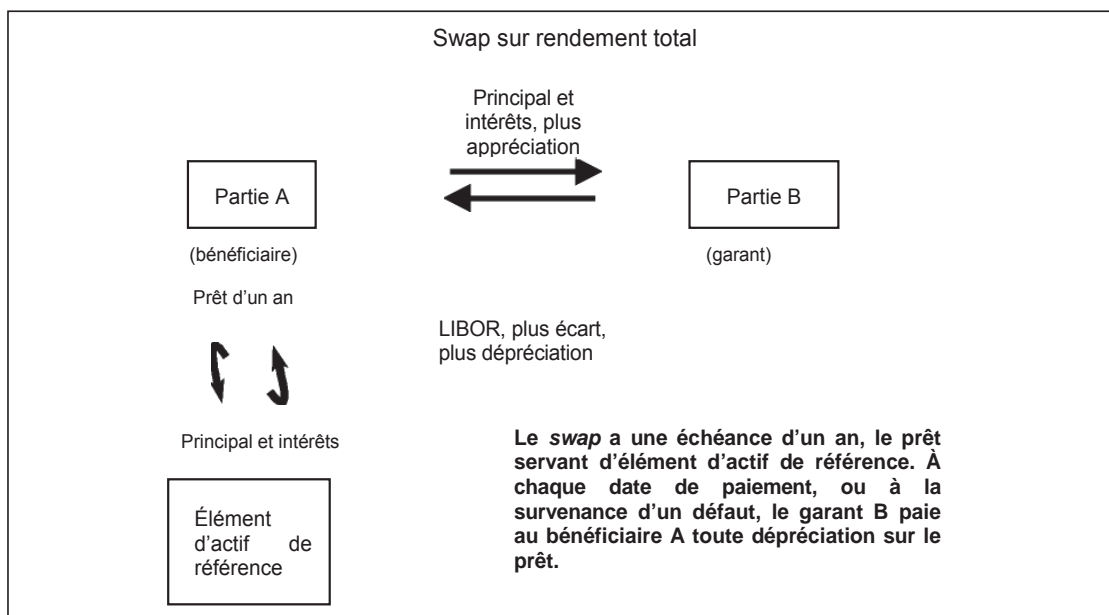 Swap sur rendement total
Principal et
intérêts, plus
appréciation
Partie A
Partie B
(bénéficiaire)
(garant)
Prêt d’un an
LIBOR, plus écart,
plus dépréciation
Principal et intérêts
Le swap a une échéance d’un an, le prêt
servant d’élément d’actif de référence. À
chaque date de paiement, ou à la
survenance d’un défaut, le garant B paie
au bénéficiaire A toute dépréciation sur le
prêt.
Élément
d’actif de
référence